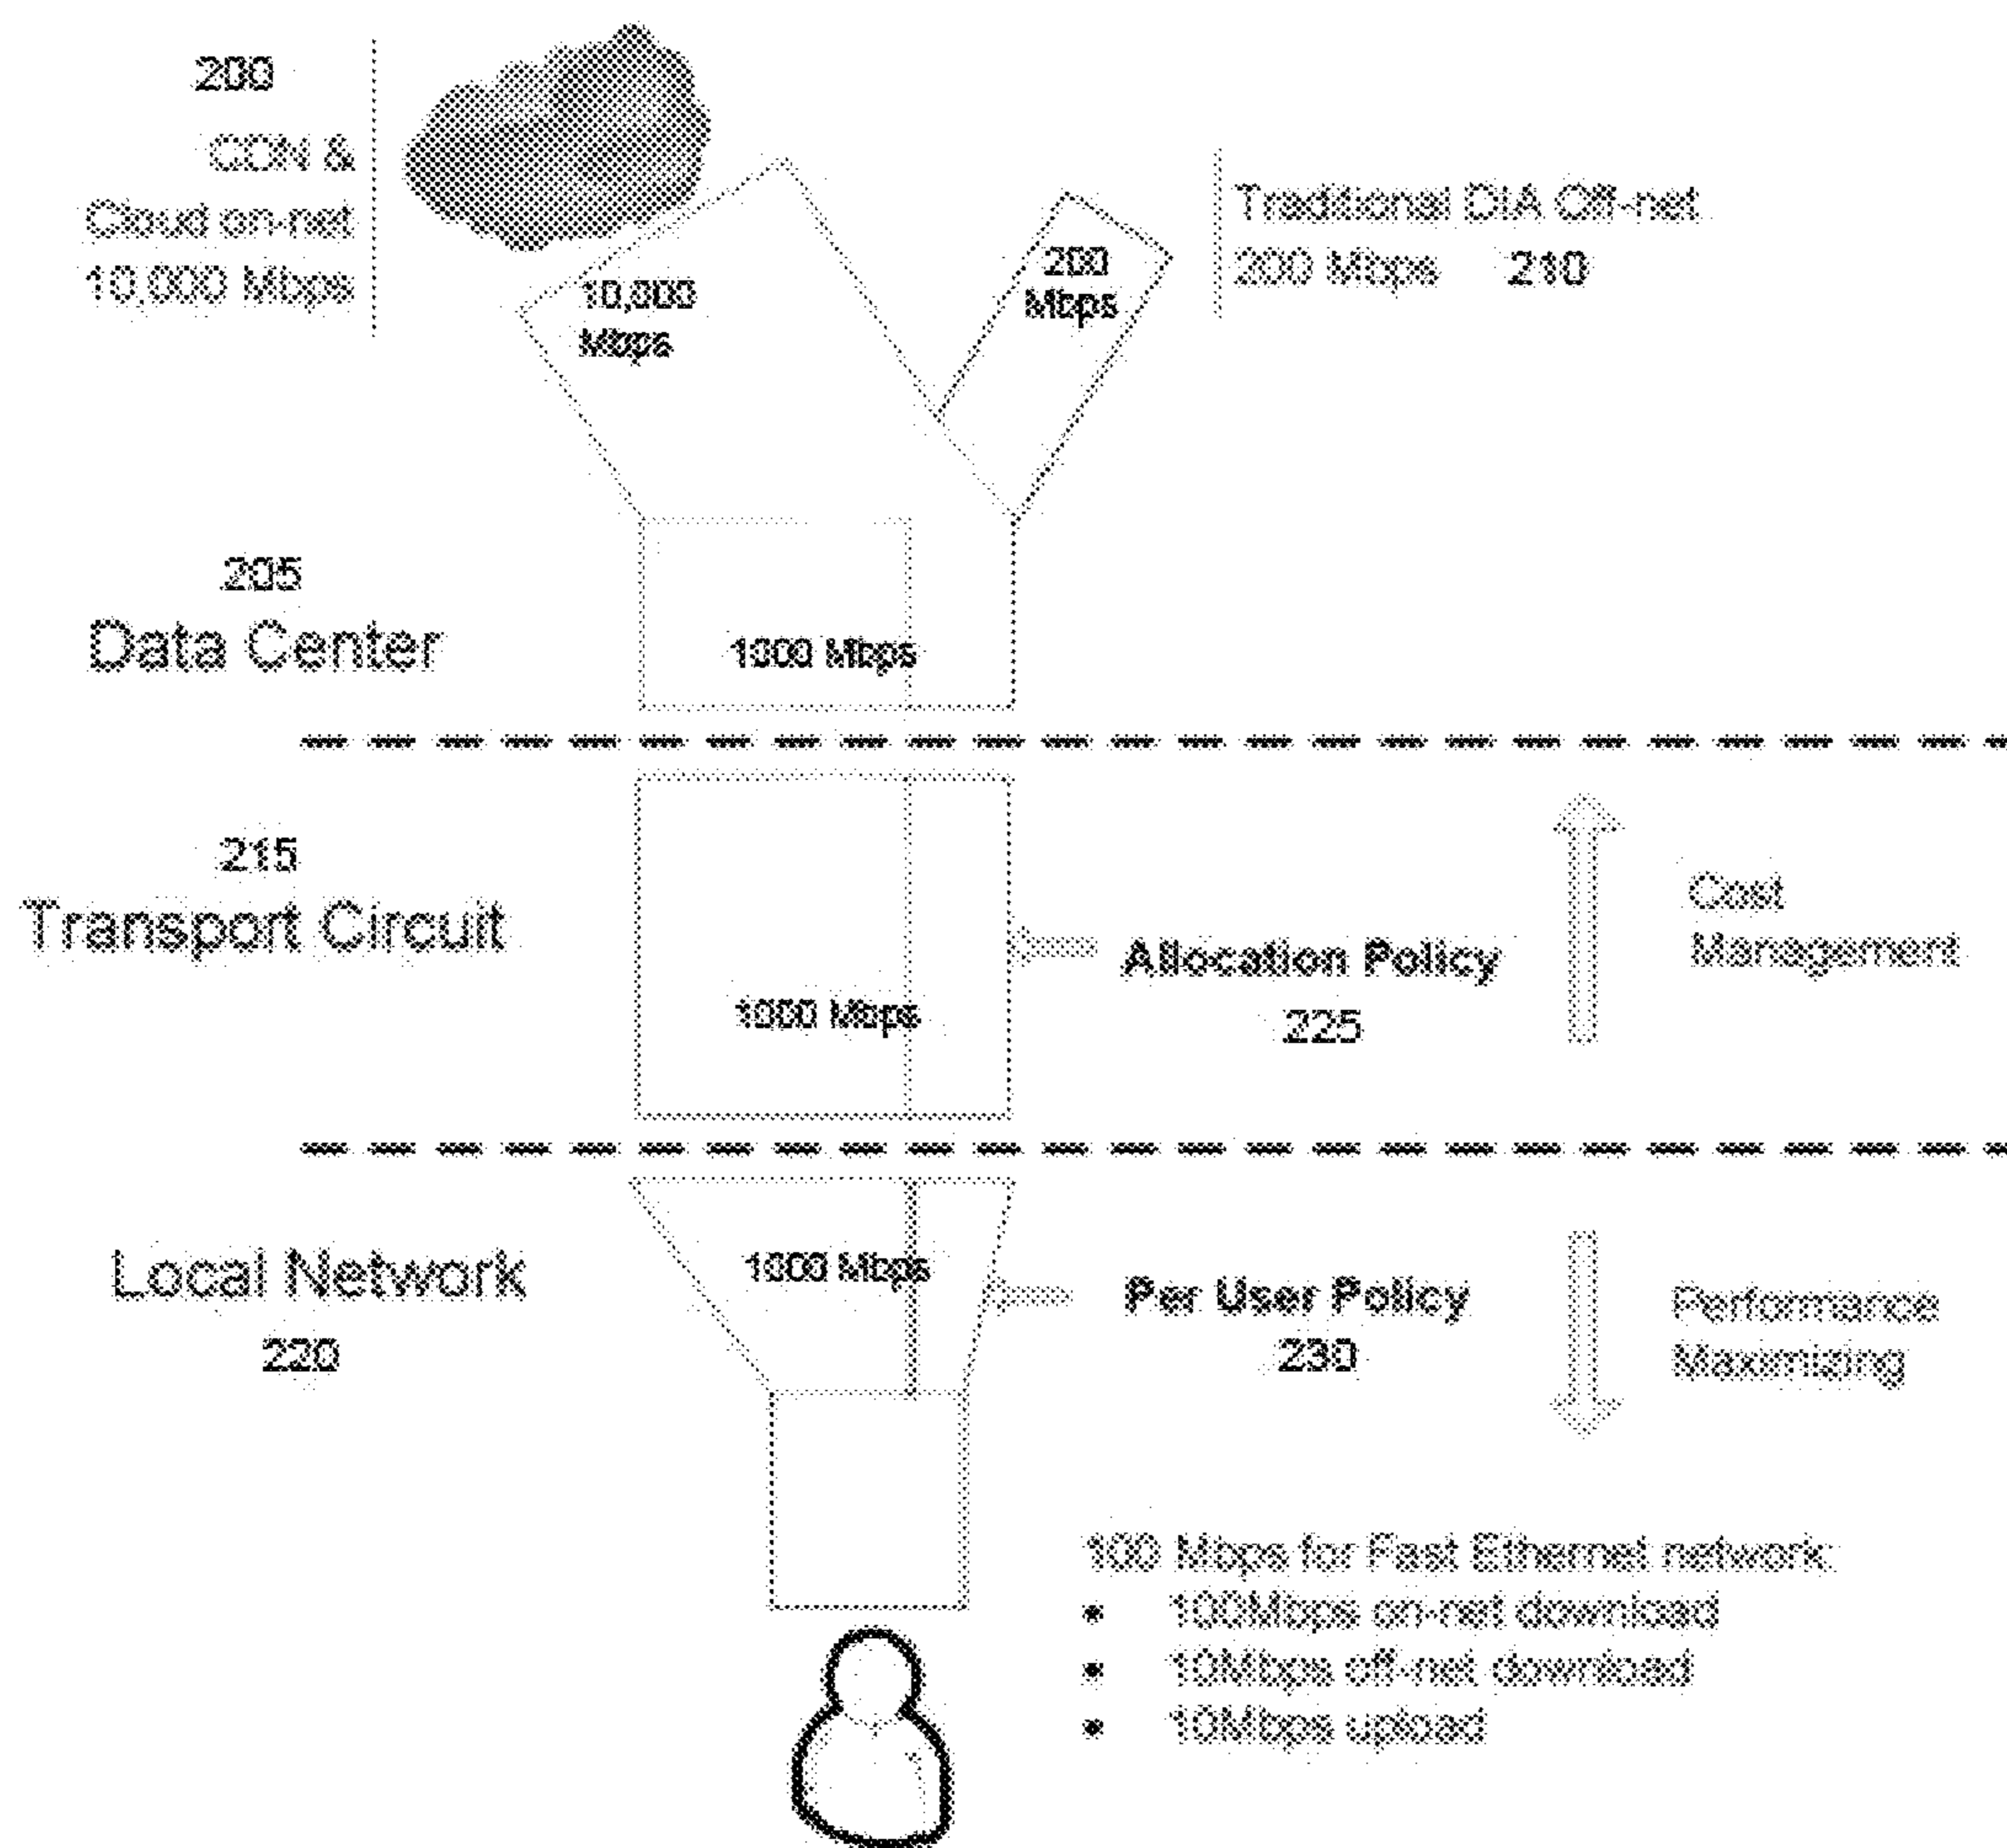 200
CDN &
Cloud on-net
10,000 Mbps
10,000
Mbps
200
Mbps
Traditional DIA Off-net
200 Mbps 210
205
Data Center
1000 Mbps
215
Transport Circuit
1000 Mbps
Allocation Policy
225
Cost
Management
Local Network
220
1000 Mbps
Per User Policy
230
Performance
Maximizing
100 Mbps for Fast Ethernet network:
• 100Mbps on-net download
• 10Mbps off-net download
• 10Mbps upload